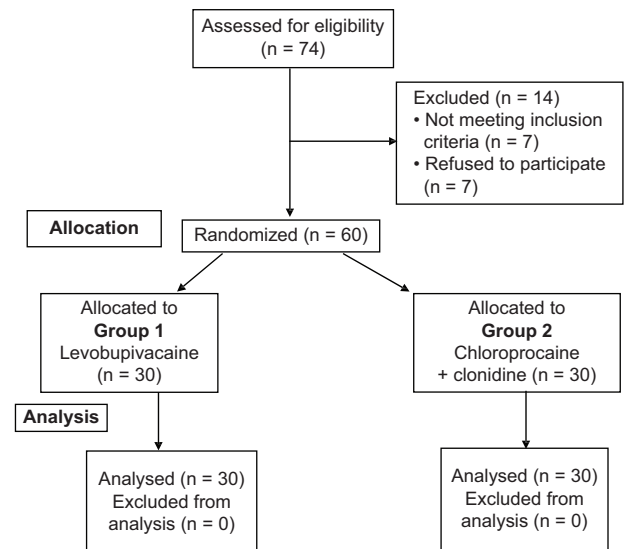 Assessed for eligibility
(n = 74)
Excluded (n = 14)
• Not meeting inclusion
criteria (n = 7)
• Refused to participate
(n = 7)
Allocation
Randomized (n = 60)
Allocated to
Group 1
Levobupivacaine
(n = 30)
Allocated to
Group 2
Chloroprocaine
+ clonidine (n = 30)
Analysis
Analysed (n = 30)
Excluded from
analysis (n = 0)
Analysed (n = 30)
Excluded from
analysis (n = 0)